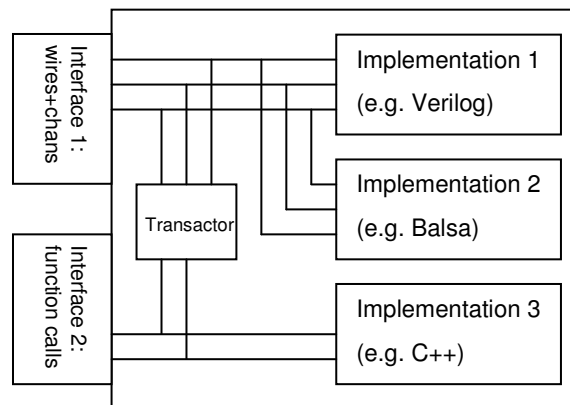 Interface 1:
wires+chans
Implementation 1
(e.g. Verilog)
Implementation 2
(e.g. Balsa)
Transactor
Interface 2:
function calls
Implementation 3
(e.g. C++)